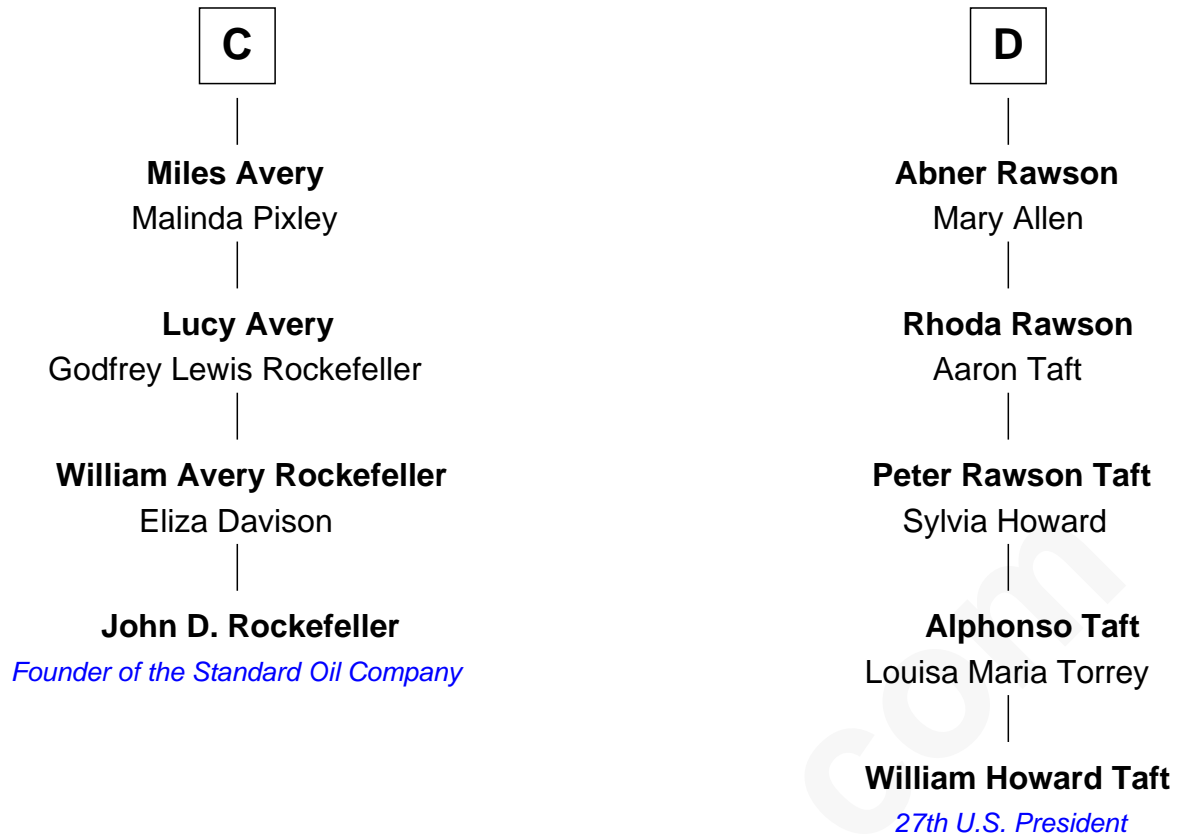 C
Miles Avery
Malinda Pixley
Lucy Avery
Godfrey Lewis Rockefeller
William Avery Rockefeller
Eliza Davison
John D. Rockefeller
Founder of the Standard Oil Company
D
Abner Rawson
Mary Allen
Rhoda Rawson
Aaron Taft
Peter Rawson Taft
Sylvia Howard
Alphonso Taft
Louisa Maria Torrey
William Howard Taft
27th U.S. President
com